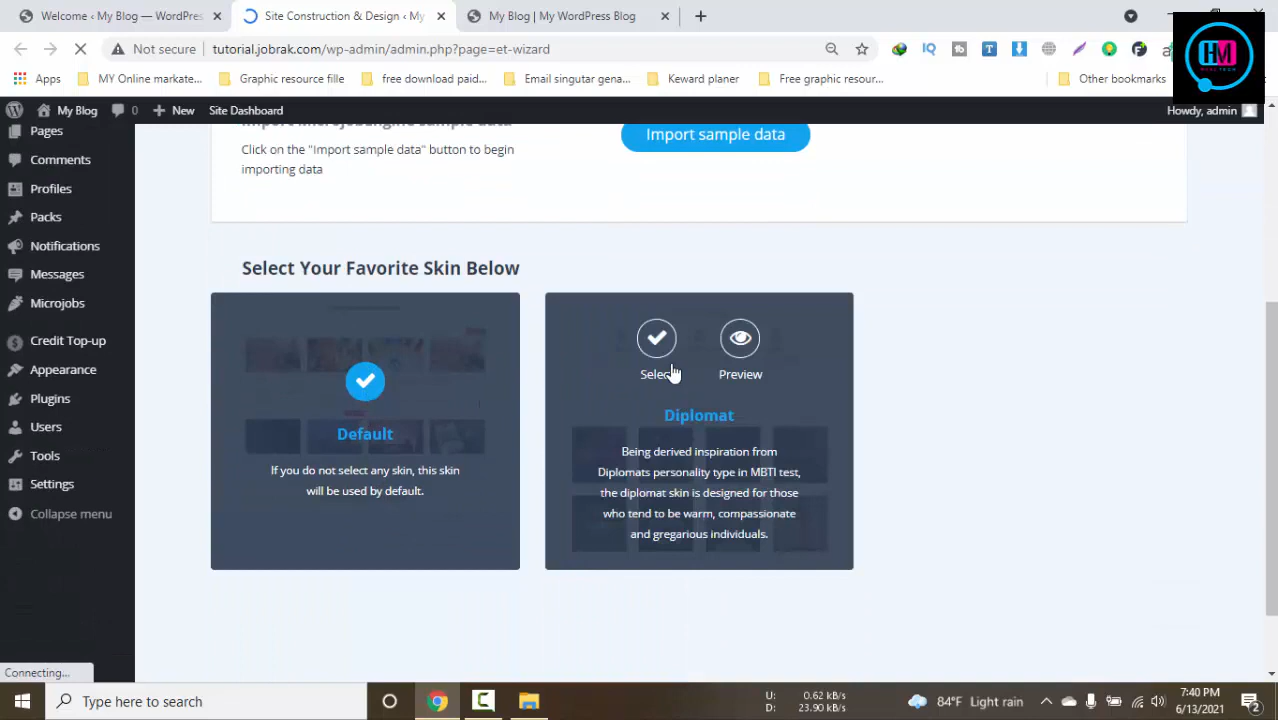 Welcome ‹ My Blog — WordPres
Site Construction & Design ‹ My
My Blog | My WordPress Blog
Not secure
tutorial.jobrak.com/wp-admin/admin.php?page=et-wizard
Apps
MY Online markate...
Graphic resource fille
free download paid...
Fail singutar gena...
Keward planer
Free graphic resour...
Other bookmarks
HM
My Blog
0
New
Site Dashboard
Howdy, admin
Pages
Comments
Profiles
Packs
Notifications
Messages
Microjobs
Credit Top-up
Appearance
Plugins
Users
Tools
Settings
Collapse menu
Import MicrojobEngine sample data
Click on the "Import sample data" button to begin
importing data
Import sample data
Select Your Favorite Skin Below
Default
If you do not select any skin, this skin
will be used by default.
Select
Preview
Diplomat
Being derived inspiration from
Diplomats personality type in MBTI test,
the diplomat skin is designed for those
who tend to be warm, compassionate
and gregarious individuals.
Connecting...
Type here to search
U: 0.62 kB/s
D: 23.90 kB/s
84°F Light rain
7:40 PM
6/13/2021
2